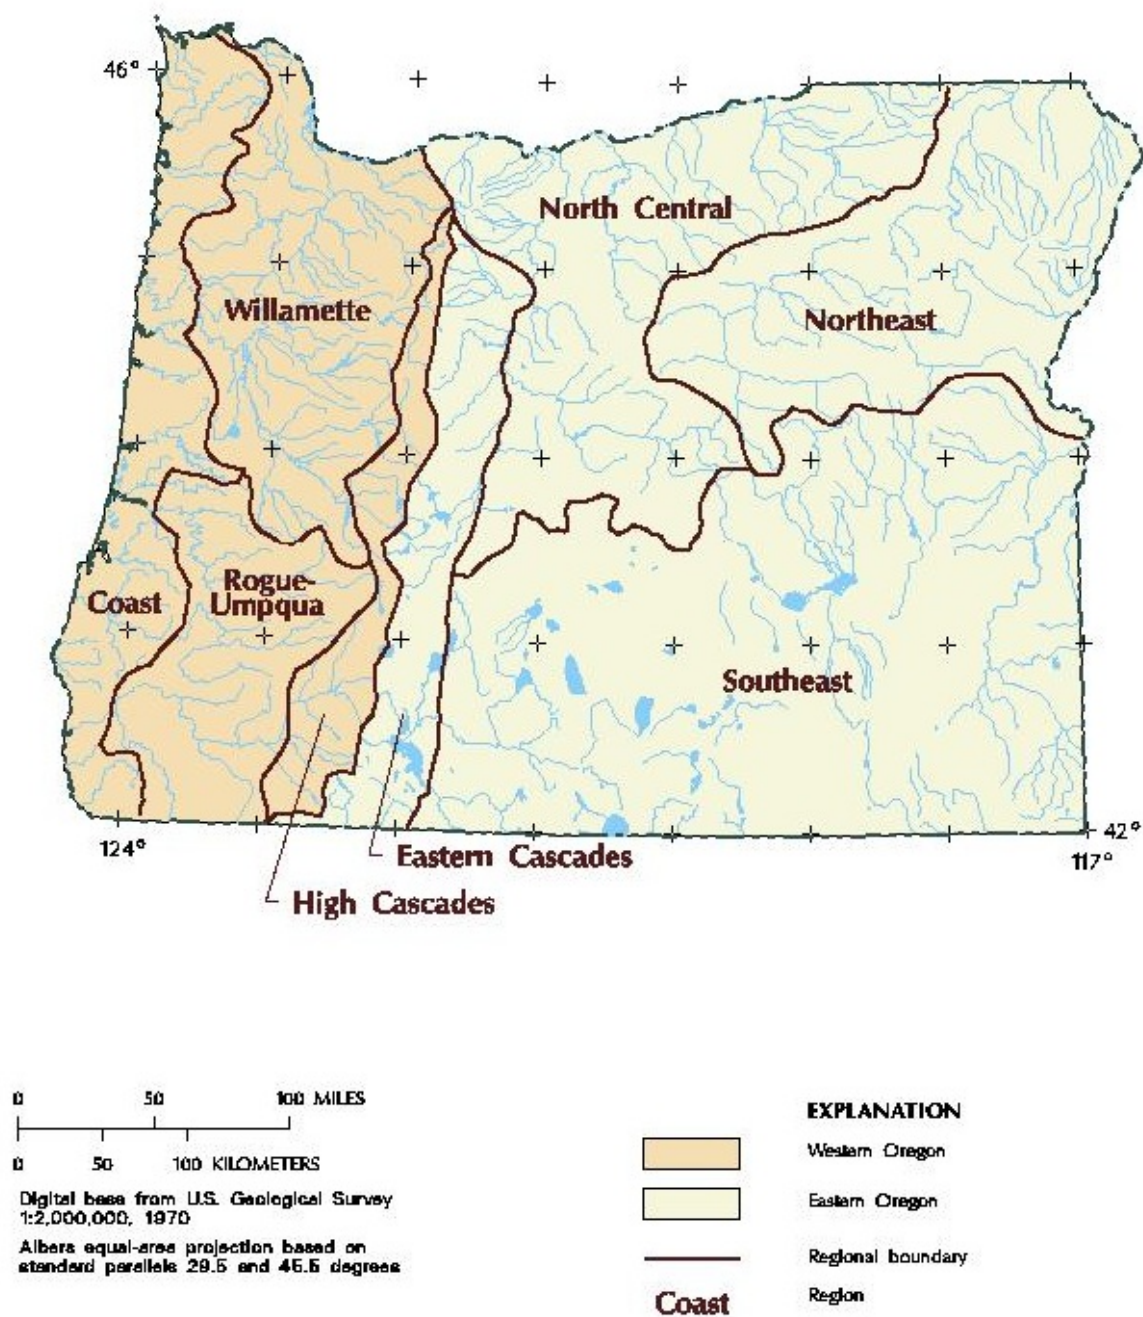 46°
North Central
Willamette
Northeast
Rogue-
Umpqua
Coast
Southeast
124°
42°
117°
Eastern Cascades
High Cascades
0 50 100 MILES
0 50 100 KILOMETERS
Digital base from U.S. Geological Survey
1:2,000,000, 1970
Albers equal-area projection based on
standard parallels 29.5 and 45.5 degrees
EXPLANATION
Western Oregon
Eastern Oregon
Regional boundary
Coast Region